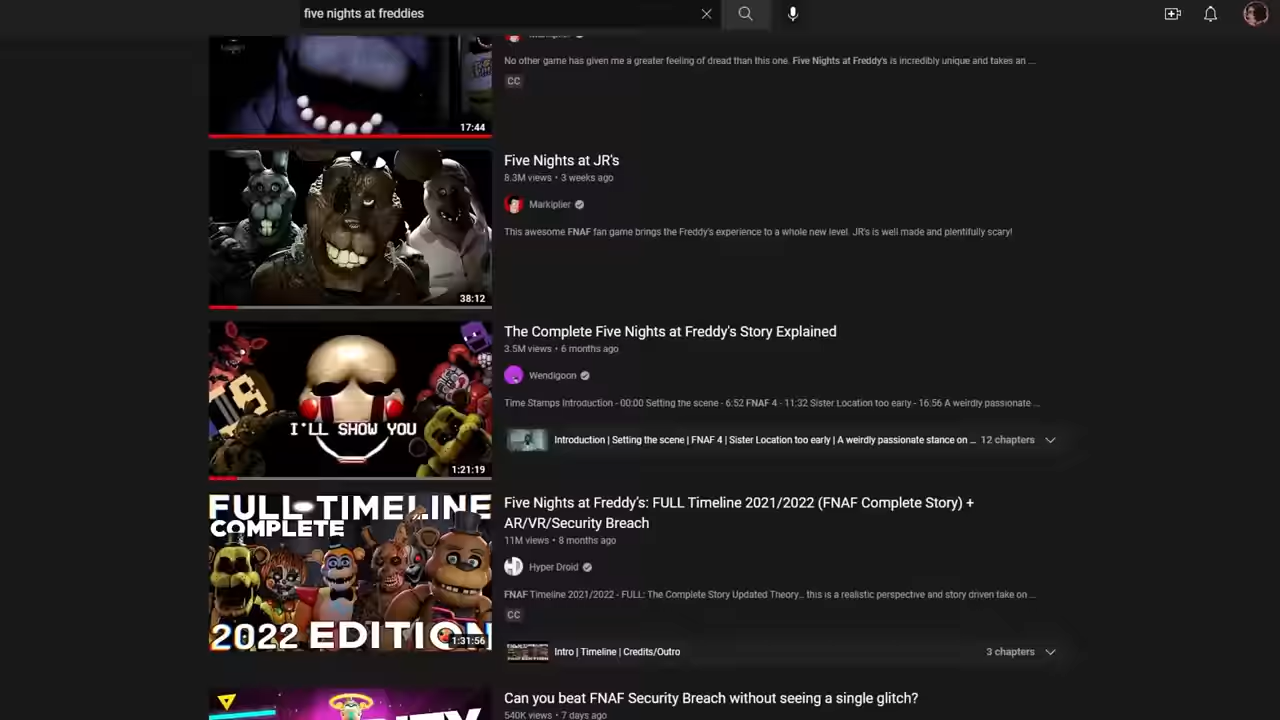 five nights at freddies
No other game has given me a greater feeling of dread than this one. Five Nights at Freddy's is incredibly unique and takes an ...
CC
17:44
Five Nights at JR's
8.3M views • 3 weeks ago
Markiplier
This awesome FNAF fan game brings the Freddy's experience to a whole new level. JR's is well made and plentifully scary!
38:12
The Complete Five Nights at Freddy's Story Explained
3.5M views • 6 months ago
Wendigoon
Time Stamps Introduction - 00:00 Setting the scene - 6:52 FNAF 4 - 11:32 Sister Location too early - 16:56 A weirdly passionate ...
I'LL SHOW YOU
Introduction | Setting the scene | FNAF 4 | Sister Location too early | A weirdly passionate stance on ... 12 chapters
1:21:19
FULL TIMELINE
COMPLETE
2022 EDITION
1:31:56
Five Nights at Freddy's: FULL Timeline 2021/2022 (FNAF Complete Story) +
AR/VR/Security Breach
11M views • 8 months ago
Hyper Droid
FNAF Timeline 2021/2022 - FULL: The Complete Story Updated Theory.. this is a realistic perspective and story driven take on ...
CC
Intro | Timeline | Credits/Outro 3 chapters
Can you beat FNAF Security Breach without seeing a single glitch?
540K views • 7 days ago